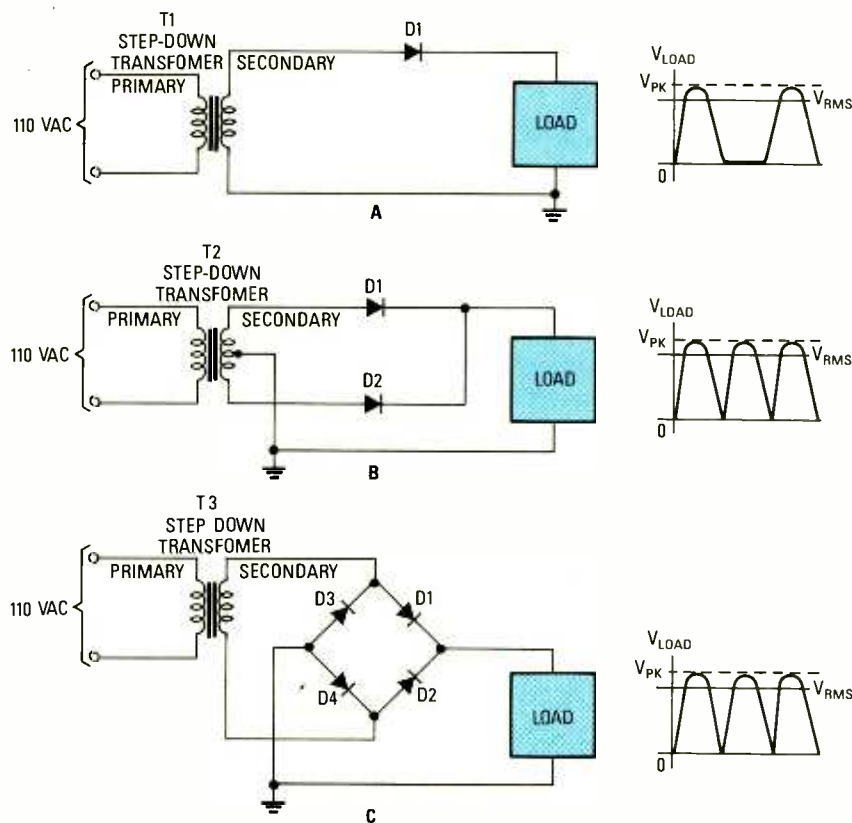 T1
STEP-DOWN
TRANSFOMER
PRIMARY
SECONDARY
D1
110 VAC
LOAD
A
VLOAD
VPK
VRMS
0
T2
STEP-DOWN
TRANSFOMER
PRIMARY
SECONDARY
D1
D2
110 VAC
LOAD
B
VLOAD
VPK
VRMS
0
T3
STEP DOWN
TRANSFOMER
PRIMARY
SECONDARY
D3
D1
D4
D2
110 VAC
LOAD
C
VLOAD
VPK
VRMS
0